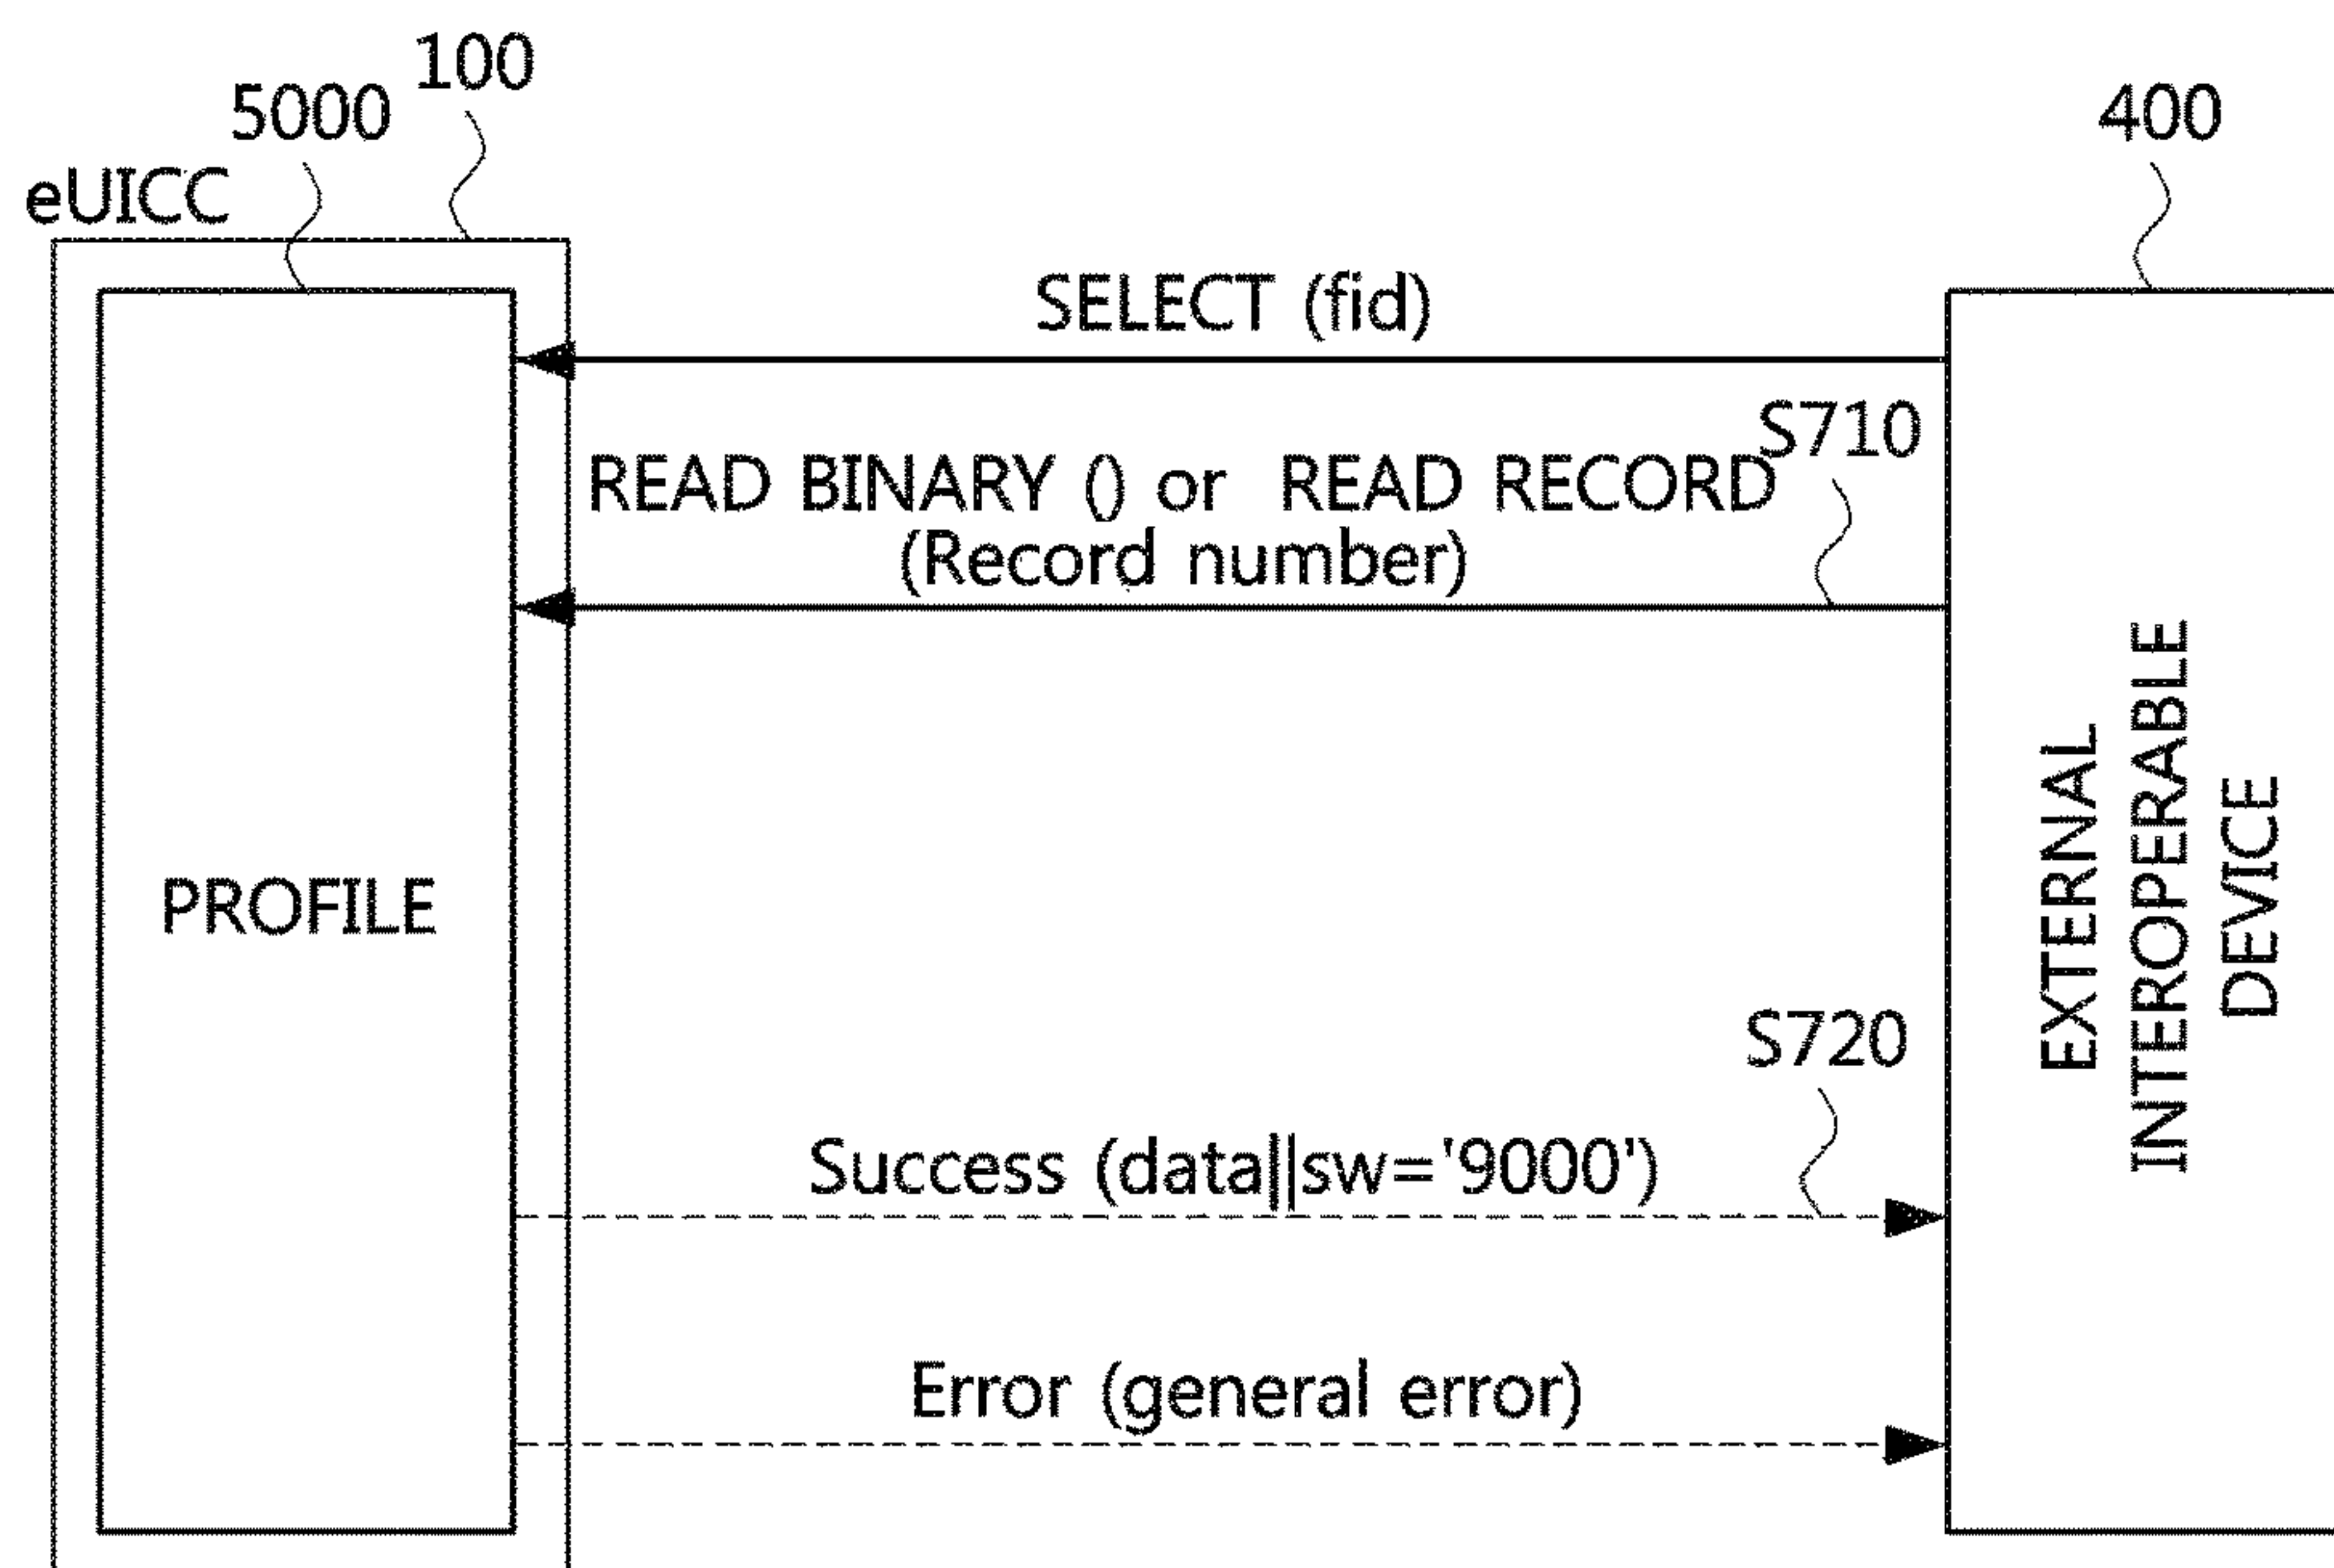 100
5000
400
eUICC
SELECT (fid)
S710
READ BINARY () or READ RECORD
(Record number)
PROFILE
EXTERNAL
INTEROPERABLE
DEVICE
S720
Success (data||sw='9000')
Error (general error)